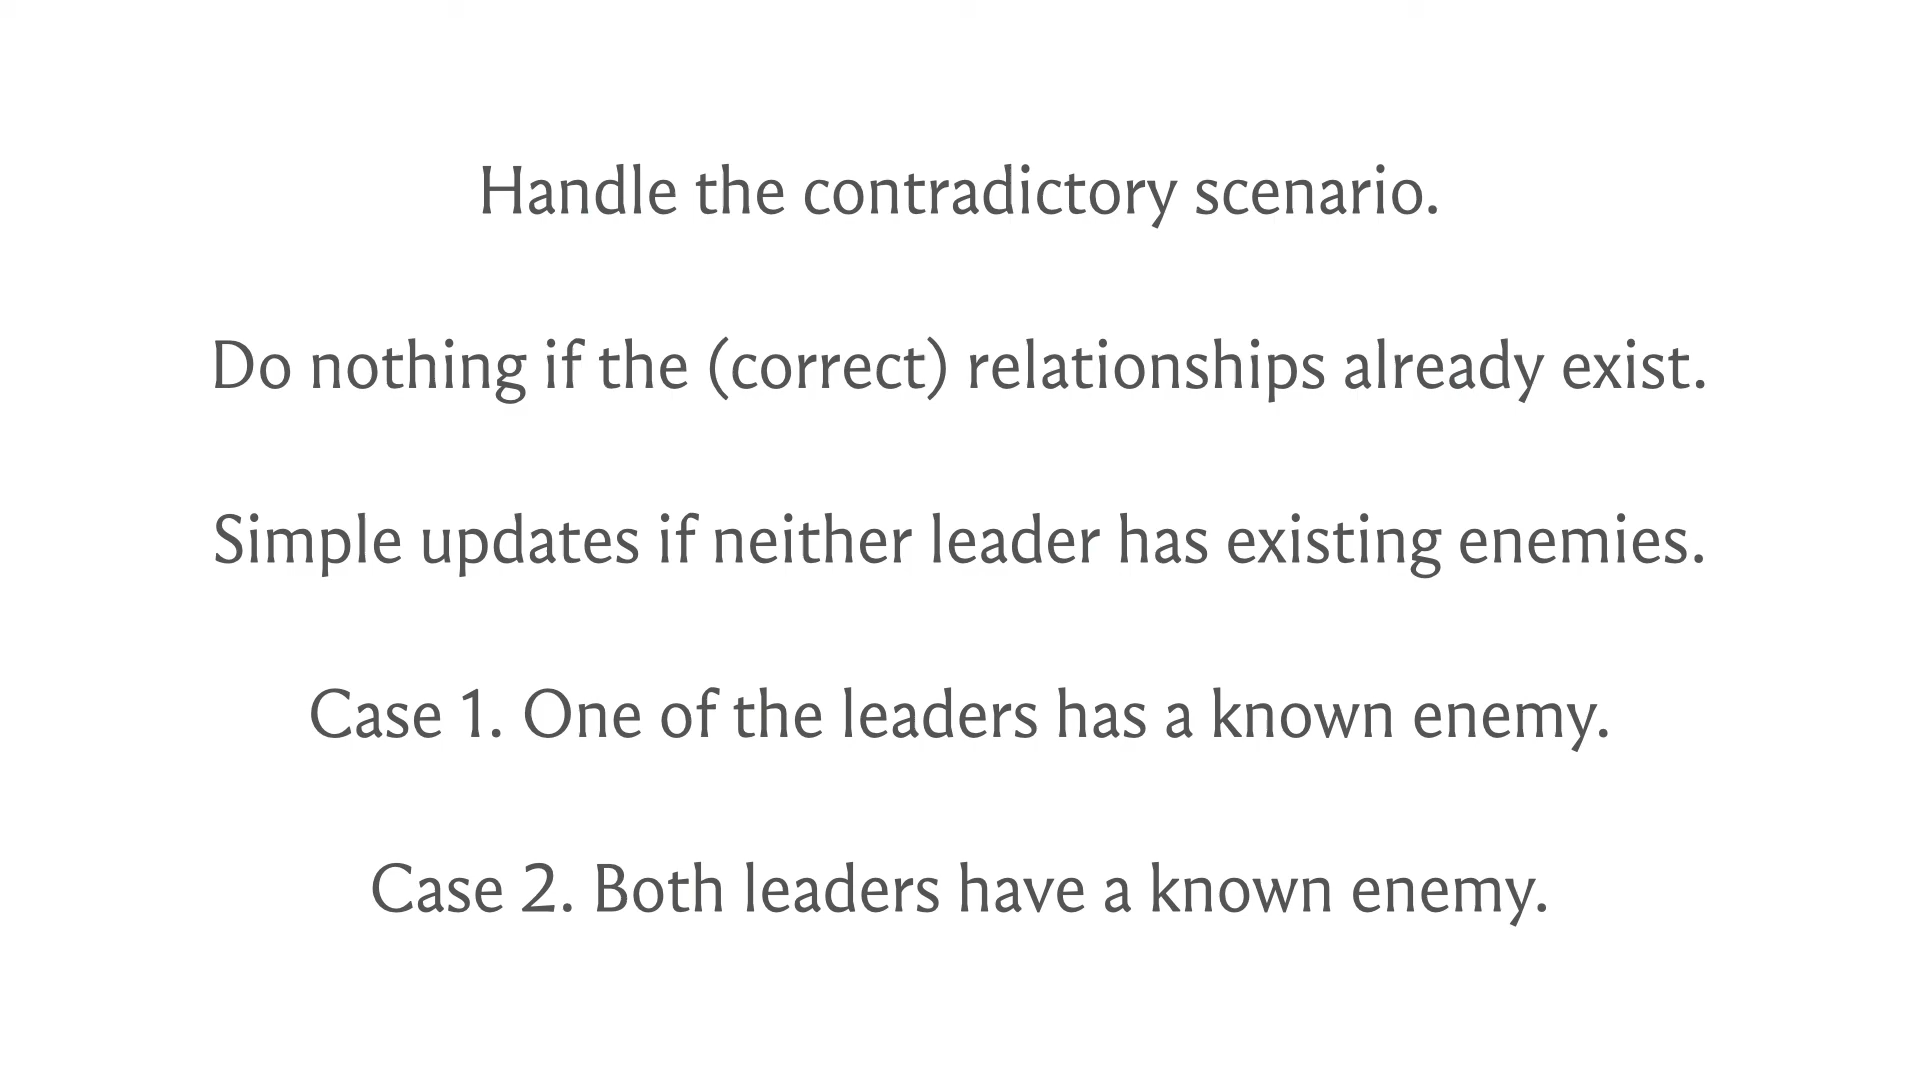 Handle the contradictory scenario.
Do nothing if the (correct) relationships already exist.
Simple updates if neither leader has existing enemies.
Case 1. One of the leaders has a known enemy.
Case 2. Both leaders have a known enemy.